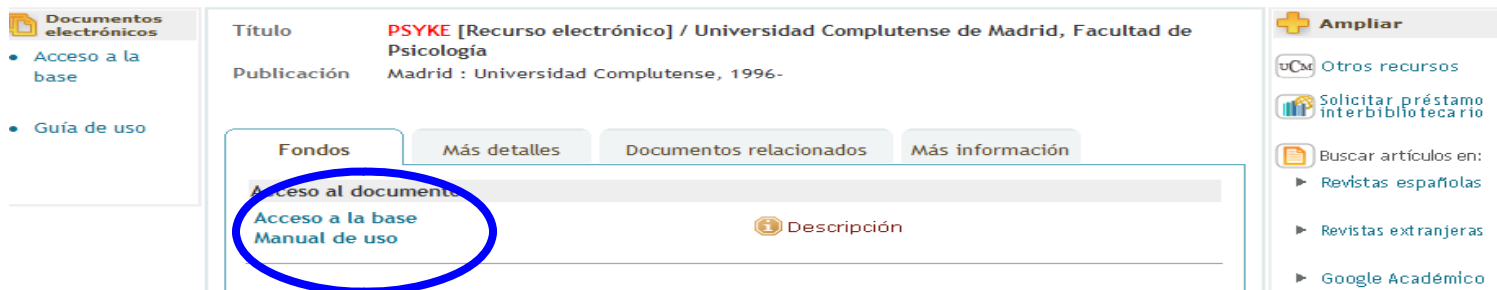 Documentos
electrónicos
Acceso a la
base
Guía de uso
Título PSYKE [Recurso electrónico] / Universidad Complutense de Madrid, Facultad de
Psicología
Publicación Madrid : Universidad Complutense, 1996-
Fondos Más detalles Documentos relacionados Más información
Acceso al documento
Acceso a la base Descripción
Manual de uso
Ampliar
UCM Otros recursos
Solicitar préstamo
interbibliotecario
Buscar artículos en:
Revistas españolas
Revistas extranjeras
Google Académico